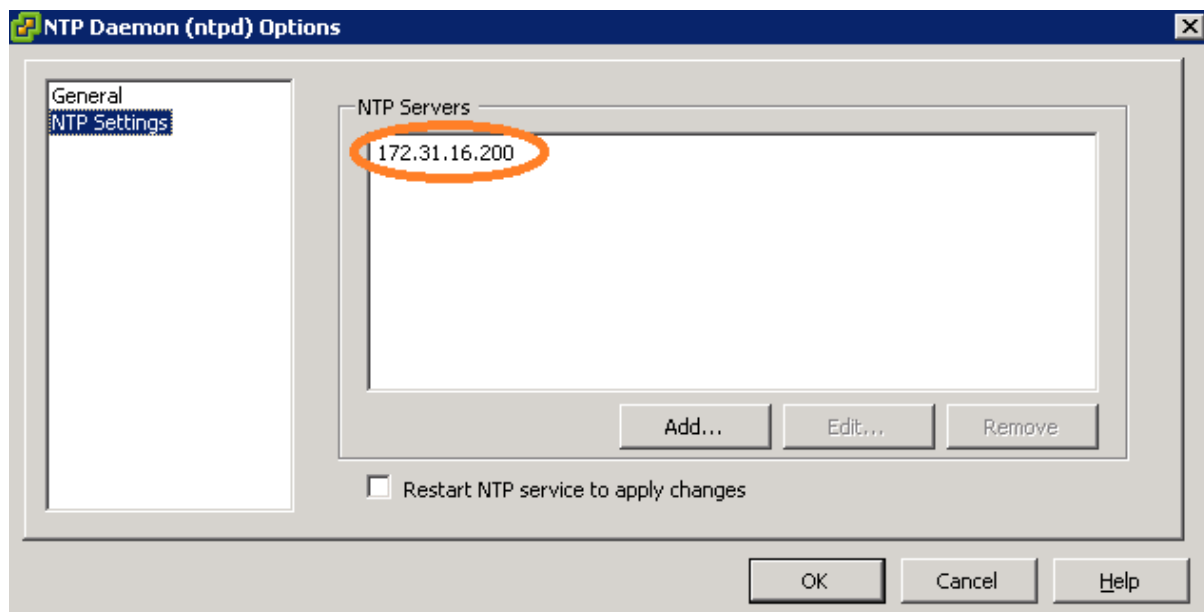 NTP Daemon (ntpd) Options
General
NTP Settings
NTP Servers
172.31.16.200
Add...
Edit...
Remove
Restart NTP service to apply changes
OK
Cancel
Help